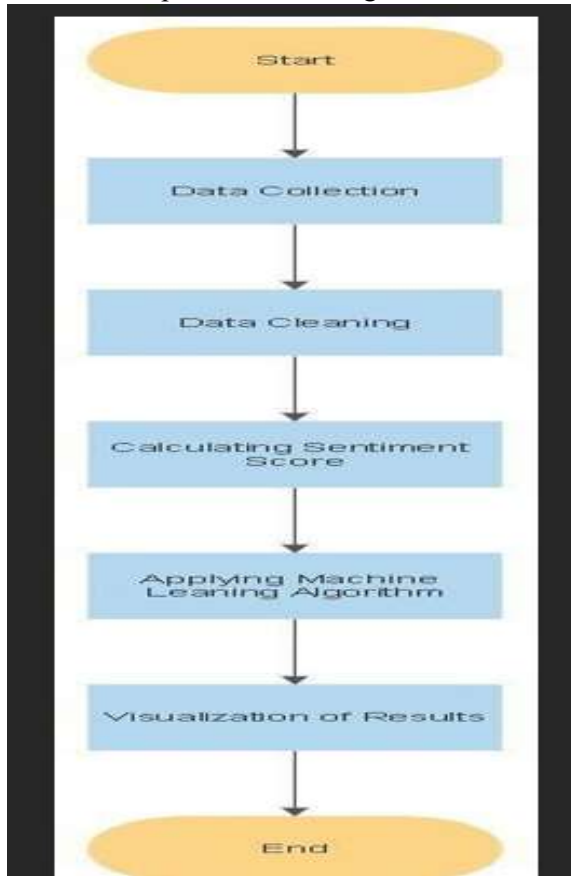 Start
Data Collection
Data Cleaning
Calculating Sentiment
Score
Applying Machine
Leaning Algorithm
Visualization of Results
End